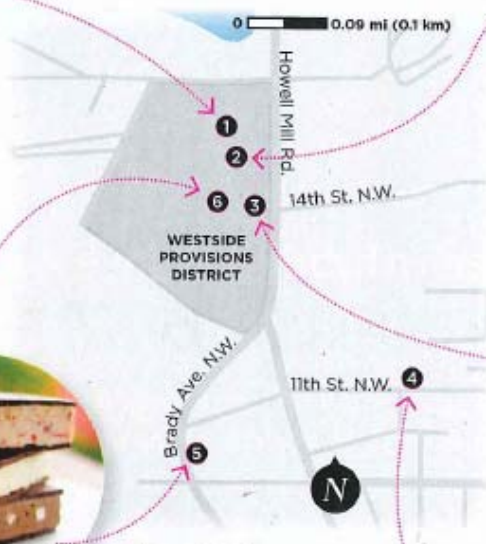 0 0.09 mi (0.1 km)
Howell Mill Rd.
1
2
14th St. N.W.
6
3
WESTSIDE
PROVISIONS
DISTRICT
Brady Ave. N.W.
11th St. N.W.
4
5
N